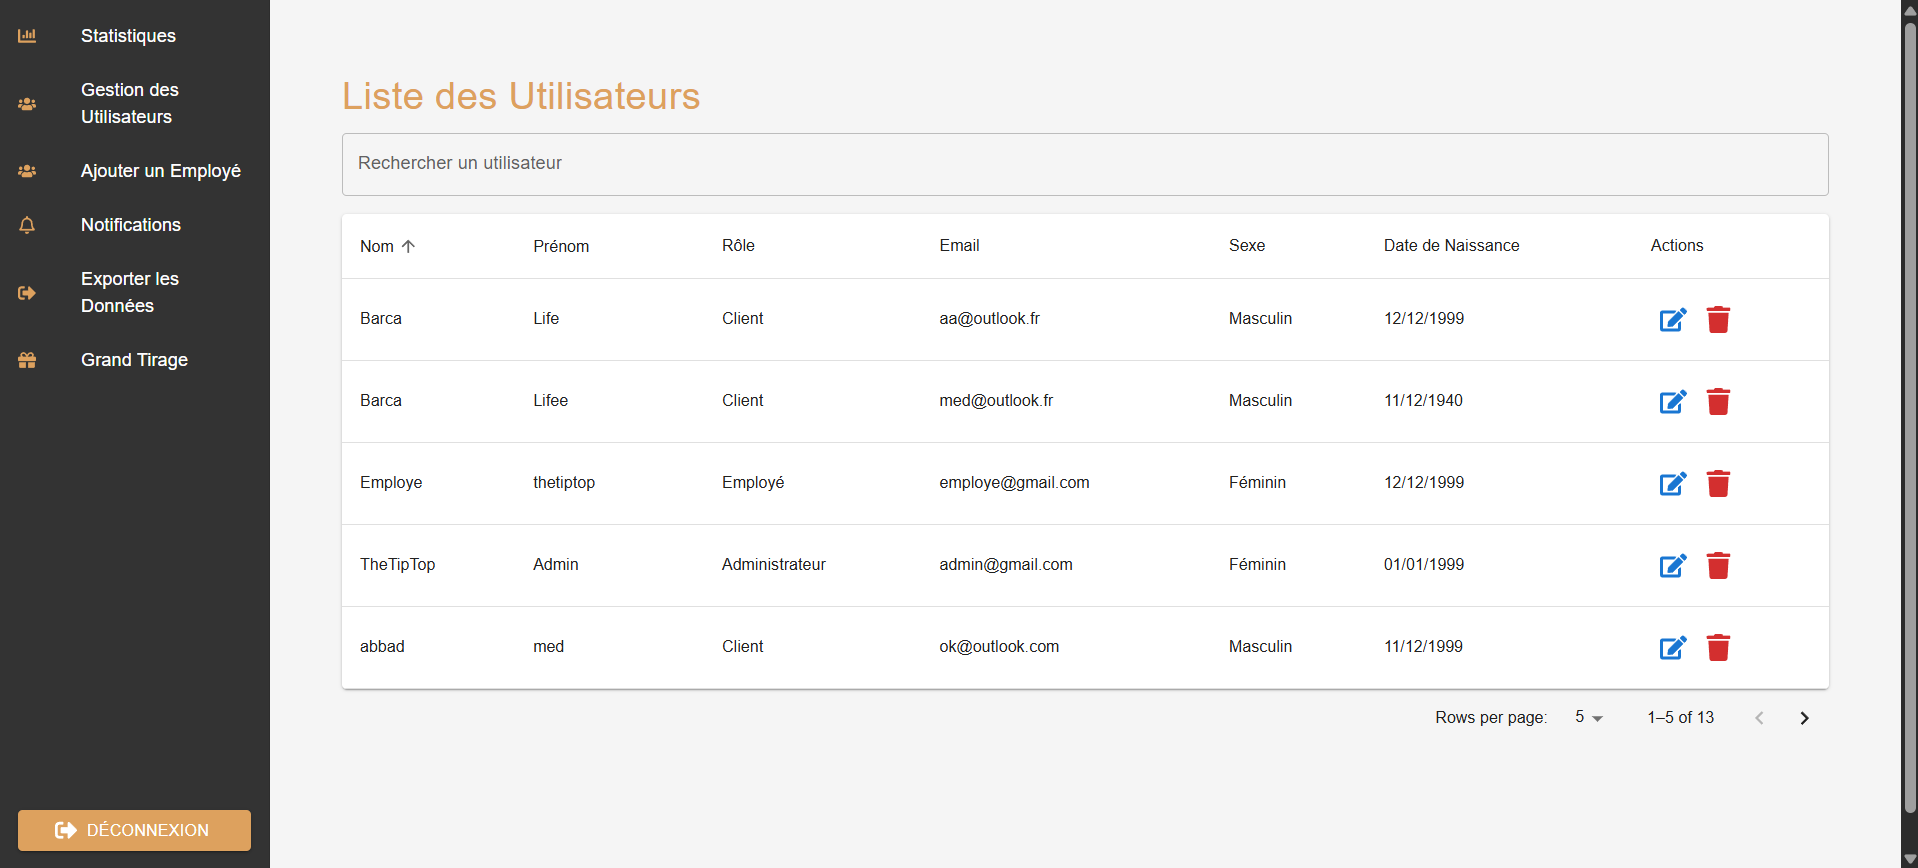 Statistiques
Gestion des
Utilisateurs
Ajouter un Employé
Notifications
Exporter les
Données
Grand Tirage
DÉCONNEXION
Liste des Utilisateurs
Rechercher un utilisateur
Nom Prénom Rôle Email Sexe Date de Naissance Actions
Barca Life Client aa@outlook.fr Masculin 12/12/1999
Barca Lifee Client med@outlook.fr Masculin 11/12/1940
Employe thetiptop Employé employe@gmail.com Féminin 12/12/1999
TheTipTop Admin Administrateur admin@gmail.com Féminin 01/01/1999
abbad med Client ok@outlook.com Masculin 11/12/1999
Rows per page: 5 1–5 of 13